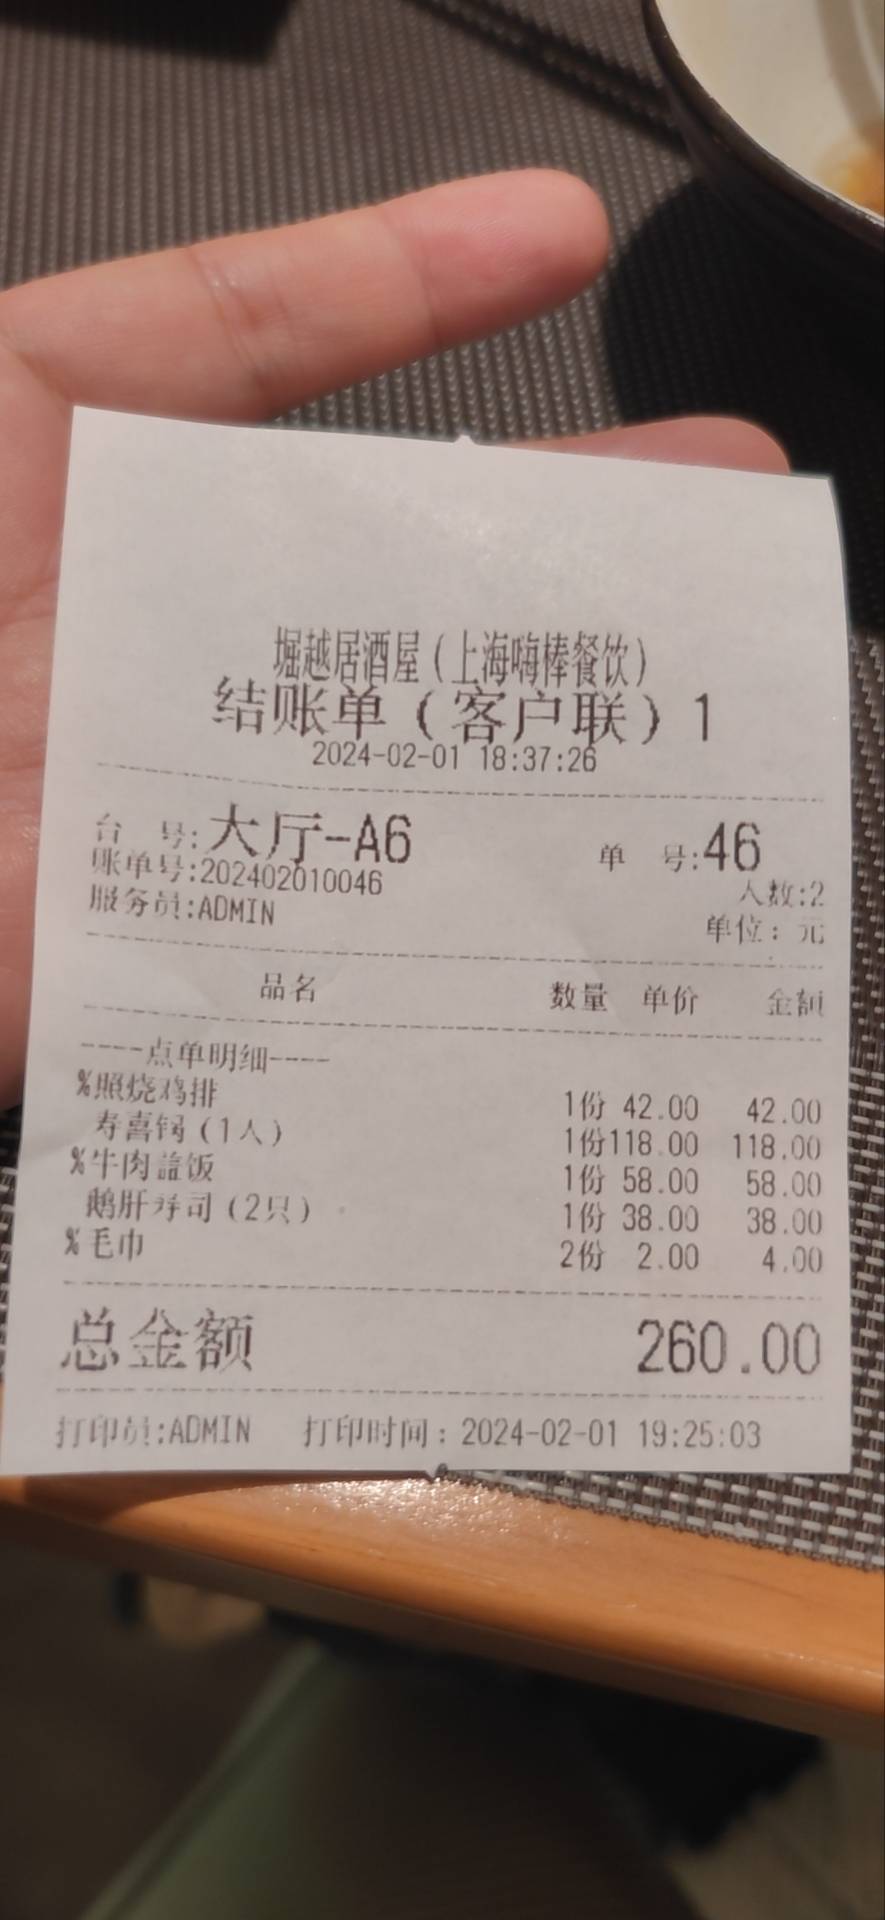 堀越居酒屋(上海嗨棒餐饮)
结账单(客户联)1
2024-02-01 18:37:26
台 号:大厅-A6 单 号:46
账单号:202402010046 人数:2
服务员:ADMIN 单位:元
品名 数量 单价 金额
----点单明细----
%照烧鸡排 1份 42.00 42.00
寿喜锅(1人) 1份118.00 118.00
%牛肉盖饭 1份 58.00 58.00
鹅肝寿司(2只) 1份 38.00 38.00
%毛巾 2份 2.00 4.00
总金额 260.00
打印员:ADMIN 打印时间:2024-02-01 19:25:03